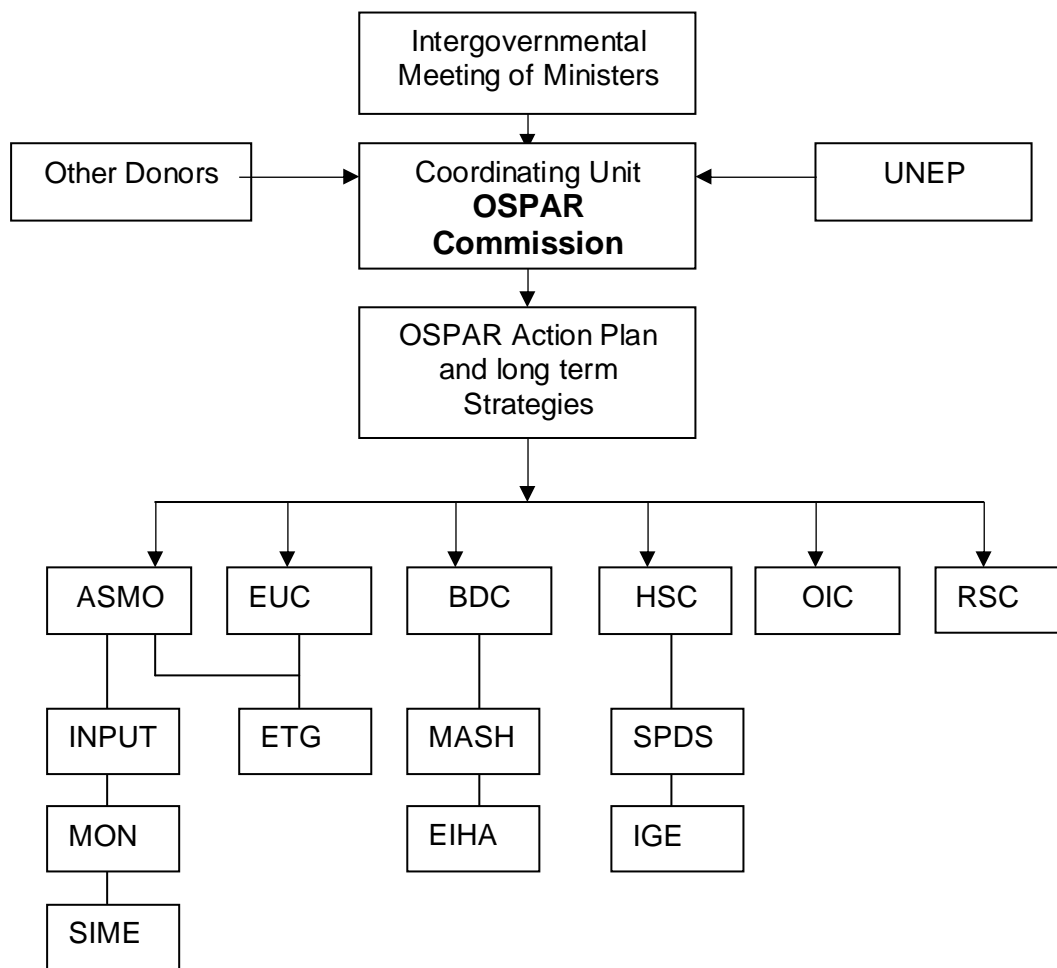 Intergovernmental
Meeting of Ministers
Other Donors
Coordinating Unit
OSPAR
Commission
UNEP
OSPAR Action Plan
and long term
Strategies
ASMO
EUC
BDC
HSC
OIC
RSC
INPUT
ETG
MASH
SPDS
MON
EIHA
IGE
SIME